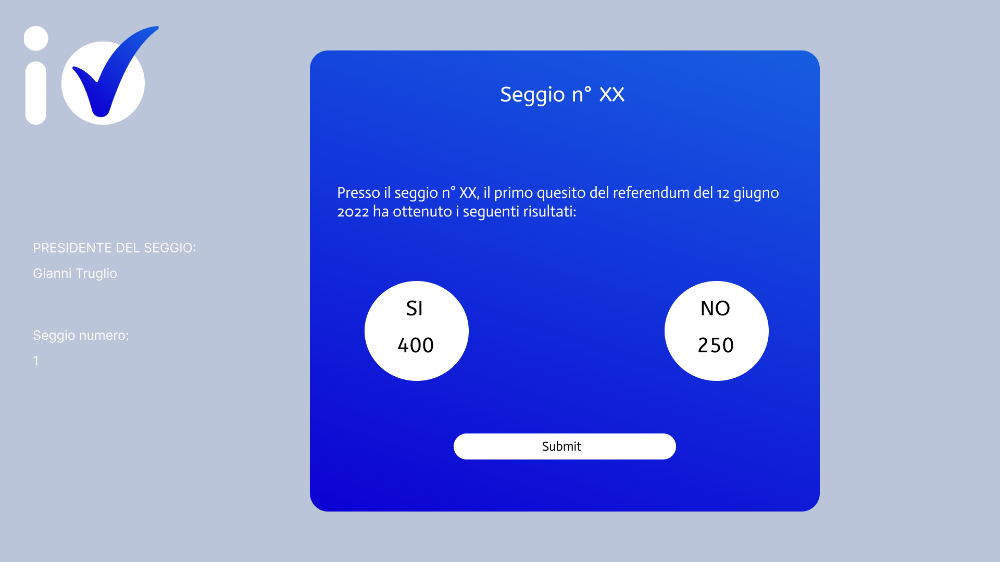 io
PRESIDENTE DEL SEGGIO:
Gianni Truglio
Seggio numero:
1
Seggio n° XX
Presso il seggio n° XX, il primo quesito del referendum del 12 giugno
2022 ha ottenuto i seguenti risultati:
SI
400
NO
250
Submit